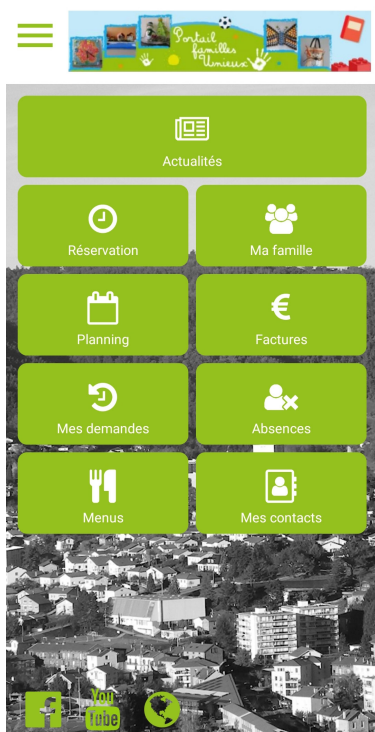 Portail
familles
Unieux
Actualités
Réservation
Ma famille
Planning
Factures
Mes demandes
Absences
Menus
Mes contacts
You
Tube